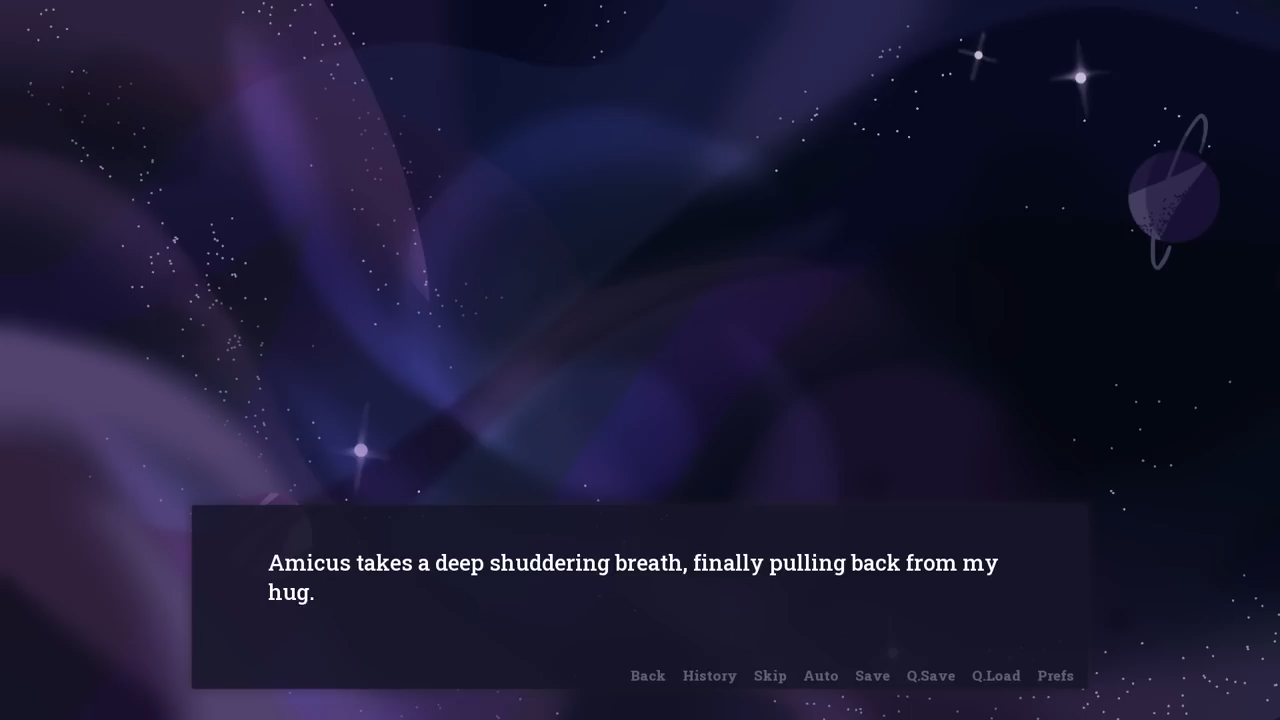 Amicus takes a deep shuddering breath, finally pulling back from my
hug.
Back History Skip Auto Save Q.Save Q.Load Prefs